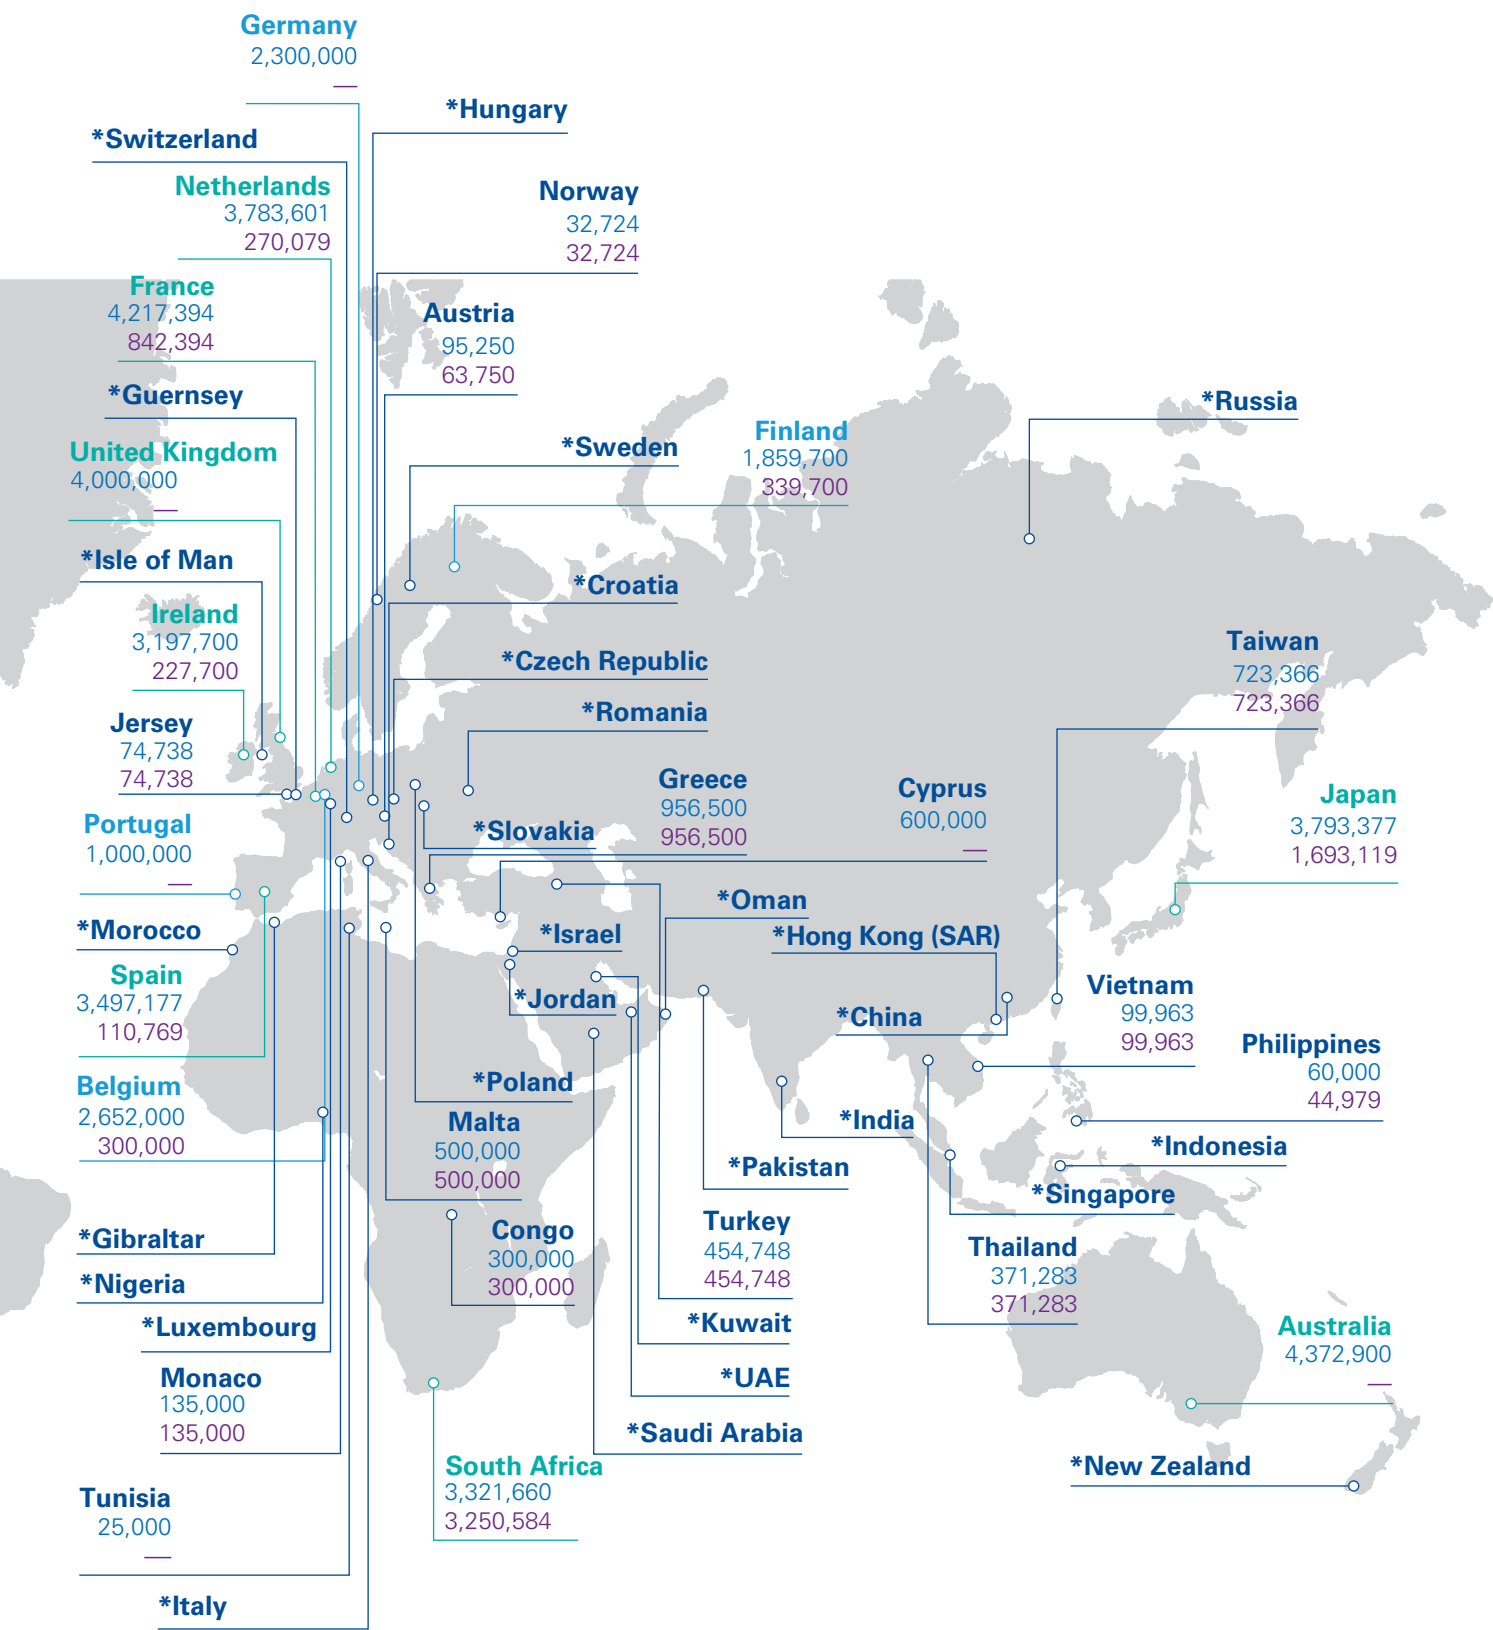 Germany
2,300,000
—
*Hungary
*Switzerland
Netherlands
3,783,601
270,079
Norway
32,724
32,724
France
4,217,394
842,394
Austria
95,250
63,750
*Guernsey
*Russia
United Kingdom
4,000,000
—
*Sweden
Finland
1,859,700
339,700
*Isle of Man
*Croatia
Ireland
3,197,700
227,700
Taiwan
723,366
723,366
*Czech Republic
*Romania
Jersey
74,738
74,738
Greece
956,500
956,500
Cyprus
600,000
—
Japan
3,793,377
1,693,119
Portugal
1,000,000
—
*Slovakia
*Oman
*Morocco
*Israel
*Hong Kong (SAR)
Spain
3,497,177
110,769
*Jordan
*China
Vietnam
99,963
99,963
Philippines
60,000
44,979
Belgium
2,652,000
300,000
*Poland
Malta
500,000
500,000
*India
*Indonesia
*Pakistan
*Singapore
*Gibraltar
Congo
300,000
300,000
Turkey
454,748
454,748
Thailand
371,283
371,283
*Nigeria
*Luxembourg
*Kuwait
Australia
4,372,900
—
Monaco
135,000
135,000
*UAE
*Saudi Arabia
South Africa
3,321,660
3,250,584
*New Zealand
Tunisia
25,000
—
*Italy